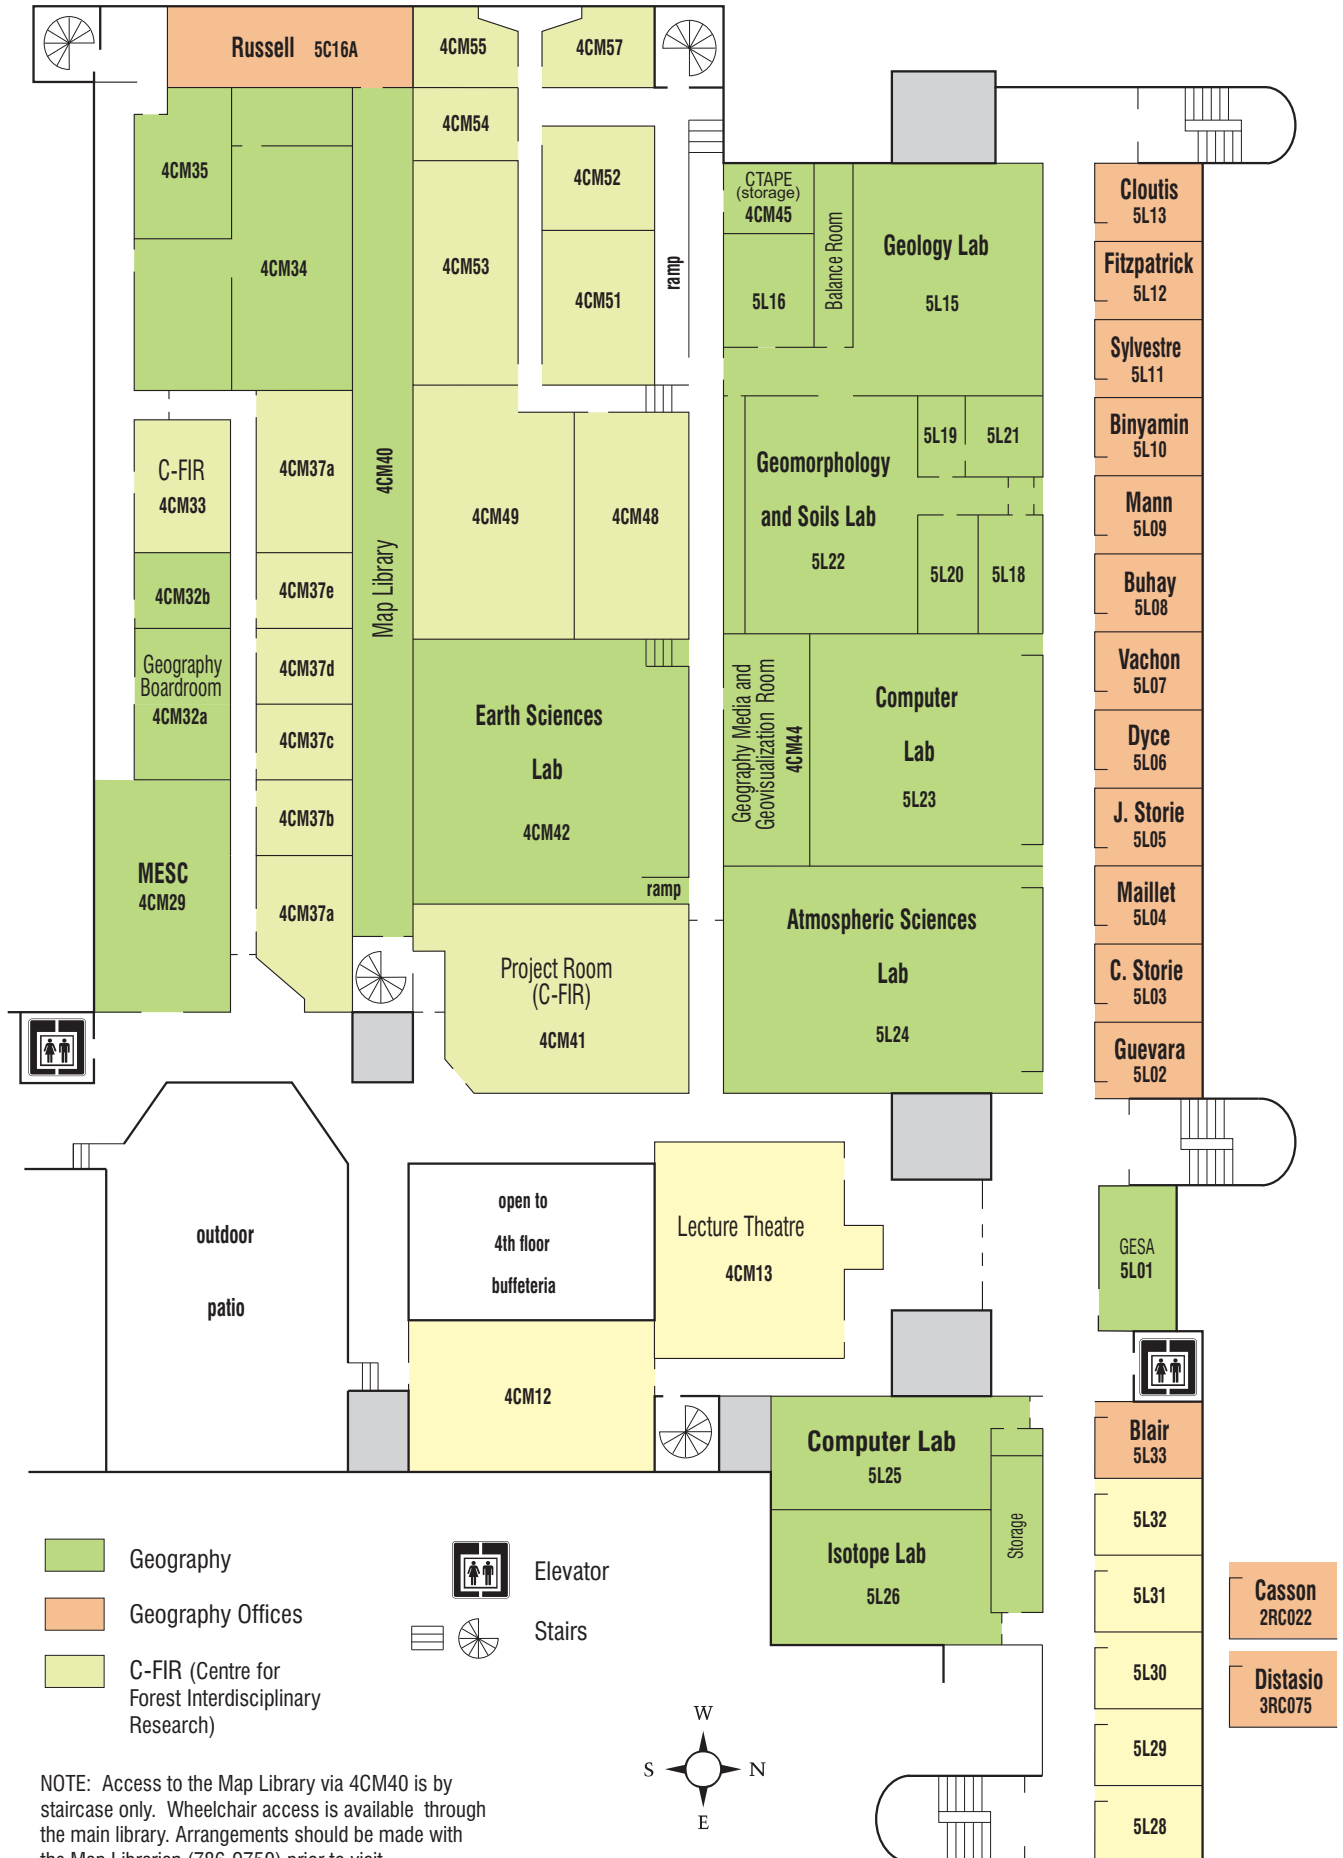 Russell 5C16A
4CM55
4CM57
4CM54
4CM35
4CM52
CTAPE
(storage)
4CM45
Balance Room
Geology Lab
5L15
Cloutis
5L13
4CM34
4CM53
4CM51
ramp
5L16
Fitzpatrick
5L12
Sylvestre
5L11
C-FIR
4CM33
4CM37a
Map Library 4CM40
4CM49
4CM48
Geomorphology
and Soils Lab
5L22
5L19
5L21
5L20
5L18
Binyamin
5L10
Mann
5L09
4CM32b
4CM37e
Buhay
5L08
Geography
Boardroom
4CM32a
4CM37d
4CM37c
Earth Sciences
Lab
4CM42
ramp
Geography Media and
Geovisualization Room
4CM44
Computer
Lab
5L23
Vachon
5L07
Dyce
5L06
J. Storie
5L05
MESC
4CM29
4CM37b
4CM37a
Project Room
(C-FIR)
4CM41
Atmospheric Sciences
Lab
5L24
Maillet
5L04
C. Storie
5L03
Guevara
5L02
outdoor
patio
open to
4th floor
buffeteria
Lecture Theatre
4CM13
GESA
5L01
4CM12
Computer Lab
5L25
Storage
Isotope Lab
5L26
Blair
5L33
5L32
5L31
5L30
5L29
5L28
Casson
2RC022
Distasio
3RC075
Geography
Geography Offices
C-FIR (Centre for
Forest Interdisciplinary
Research)
Elevator
Stairs
W
S N
E
NOTE: Access to the Map Library via 4CM40 is by
staircase only. Wheelchair access is available through
the main library. Arrangements should be made with
the Map Librarian (786-9750) prior to visit